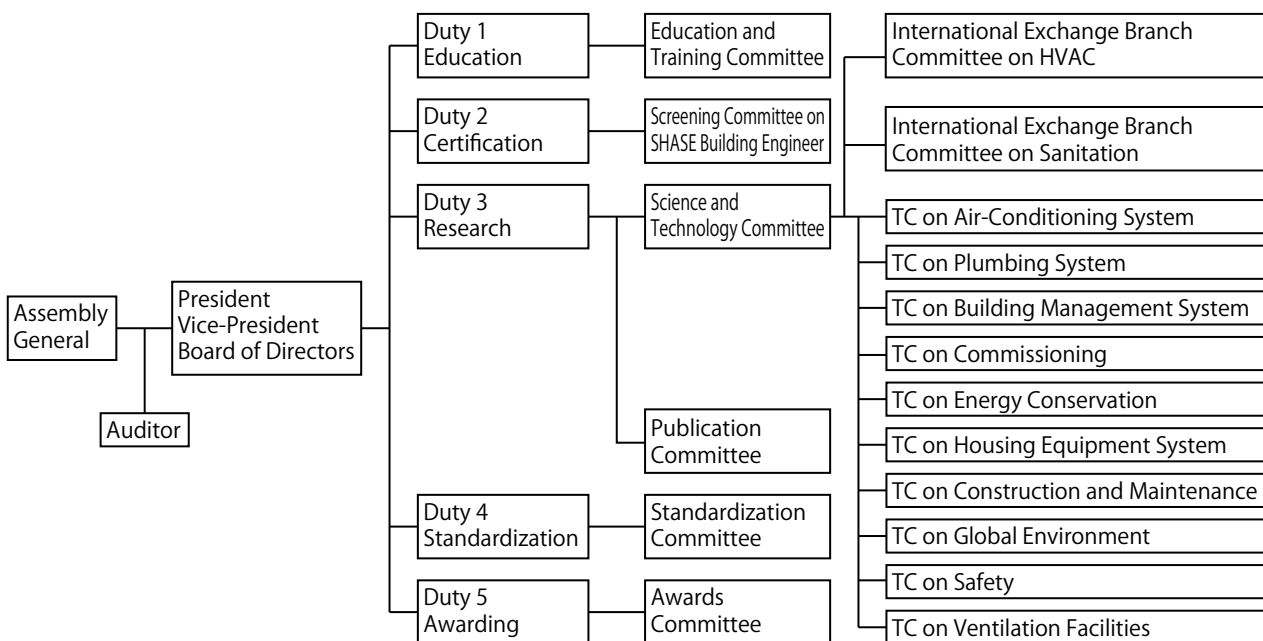 Assembly
General
Auditor
President
Vice-President
Board of Directors
Duty 1
Education
Duty 2
Certification
Duty 3
Research
Duty 4
Standardization
Duty 5
Awarding
Education and
Training Committee
Screening Committee on
SHASE Building Engineer
Science and
Technology Committee
Publication
Committee
Standardization
Committee
Awards
Committee
International Exchange Branch
Committee on HVAC
International Exchange Branch
Committee on Sanitation
TC on Air-Conditioning System
TC on Plumbing System
TC on Building Management System
TC on Commissioning
TC on Energy Conservation
TC on Housing Equipment System
TC on Construction and Maintenance
TC on Global Environment
TC on Safety
TC on Ventilation Facilities